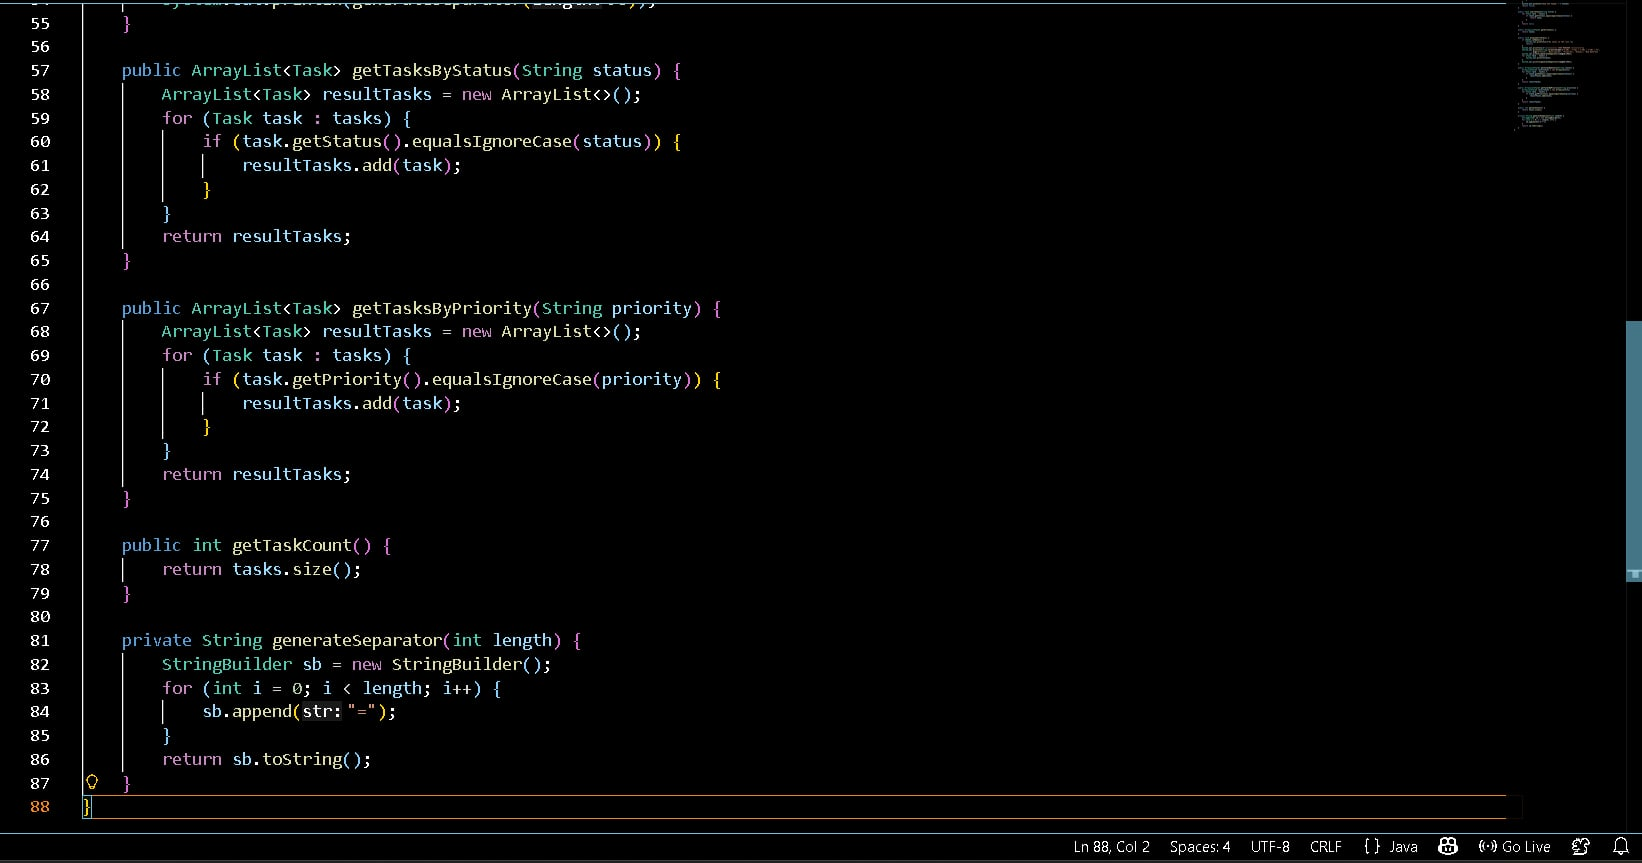 55 }
56
57 public ArrayList<Task> getTasksByStatus(String status) {
58 ArrayList<Task> resultTasks = new ArrayList<>();
59 for (Task task : tasks) {
60 if (task.getStatus().equalsIgnoreCase(status)) {
61 resultTasks.add(task);
62 }
63 }
64 return resultTasks;
65 }
66
67 public ArrayList<Task> getTasksByPriority(String priority) {
68 ArrayList<Task> resultTasks = new ArrayList<>();
69 for (Task task : tasks) {
70 if (task.getPriority().equalsIgnoreCase(priority)) {
71 resultTasks.add(task);
72 }
73 }
74 return resultTasks;
75 }
76
77 public int getTaskCount() {
78 return tasks.size();
79 }
80
81 private String generateSeparator(int length) {
82 StringBuilder sb = new StringBuilder();
83 for (int i = 0; i < length; i++) {
84 sb.append(str:"=");
85 }
86 return sb.toString();
87 }
88 }
Ln 88, Col 2 Spaces: 4 UTF-8 CRLF {} Java Go Live